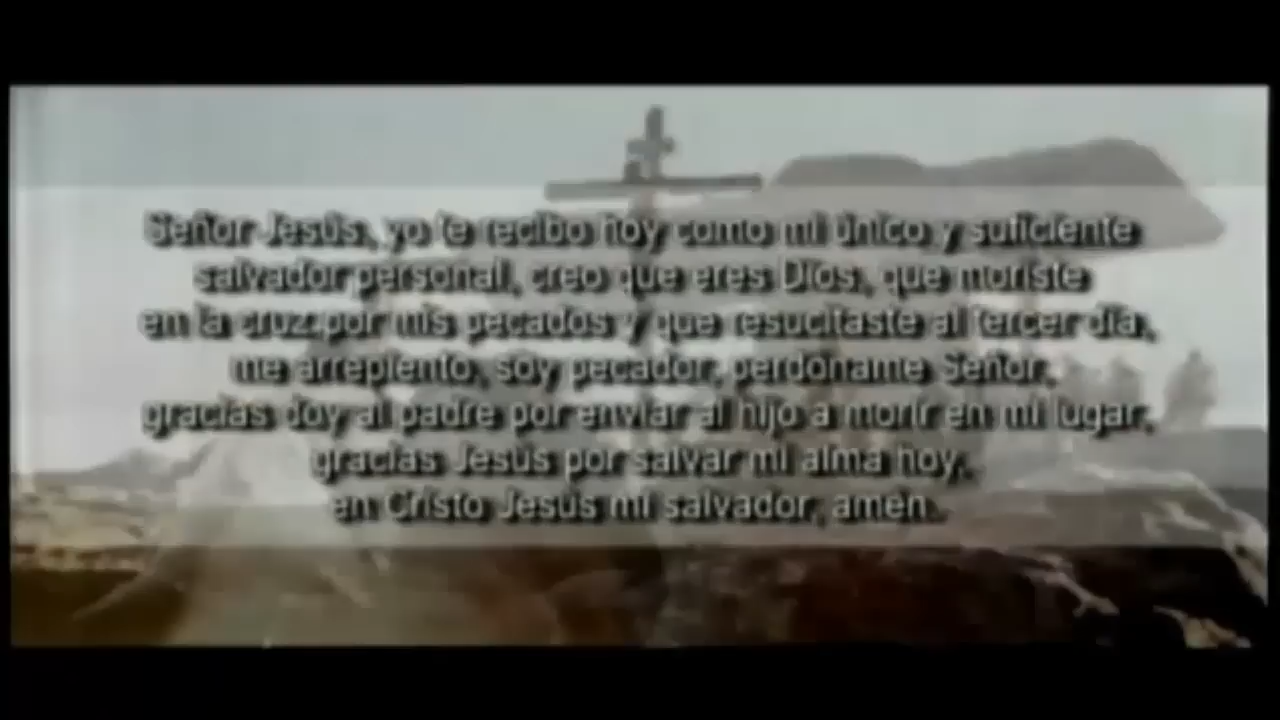 Señor Jesús, yo te recibo hoy como mi único y suficiente
salvador personal, creo que eres Dios, que moriste
en la cruz por mis pecados y que resucitaste al tercer día,
me arrepiento, soy pecador, perdóname Señor,
gracias doy al padre por enviar al hijo a morir en mi lugar,
gracias Jesús por salvar mi alma hoy,
en Cristo Jesús mi salvador, amén.